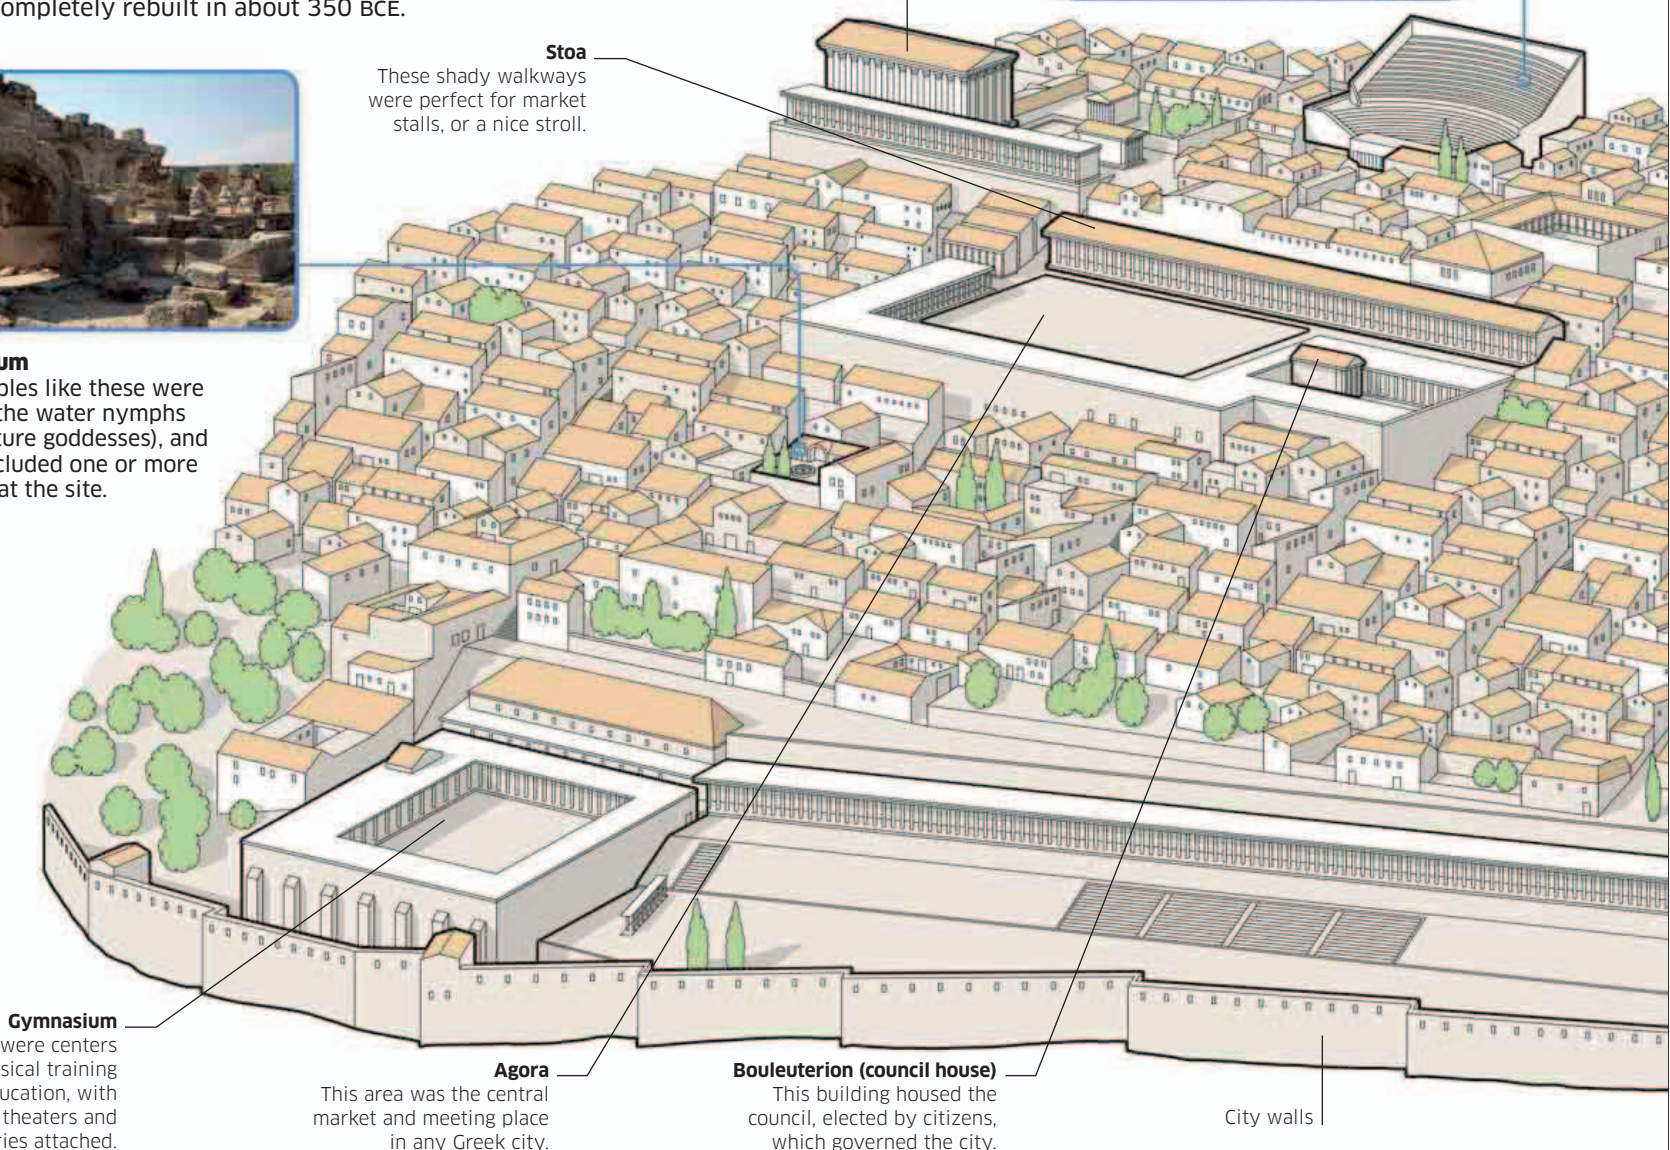 ompletely rebuilt in about 350 BCE.
Stoa
These shady walkways
were perfect for market
stalls, or a nice stroll.
um
ples like these were
the water nymphs
ture goddesses), and
cluded one or more
at the site.
Gymnasium
were centers
sical training
ucation, with
theaters and
ries attached.
Agora
This area was the central
market and meeting place
in any Greek city.
Bouleuterion (council house)
This building housed the
council, elected by citizens,
which governed the city.
City walls